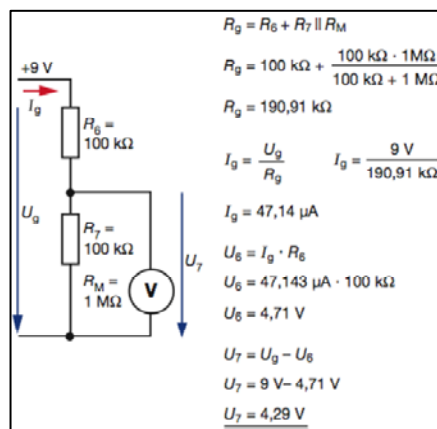 +9 V
I_g
R_6 =
100 kΩ
U_g
R_7 =
100 kΩ
R_M =
1 MΩ
V
U_7
R_g = R_6 + R_7 || R_M
R_g = 100 kΩ + \frac{100 kΩ · 1MΩ}{100 kΩ + 1 MΩ}
R_g = 190,91 kΩ
I_g = \frac{U_g}{R_g} I_g = \frac{9 V}{190,91 kΩ}
I_g = 47,14 µA
U_6 = I_g · R_6
U_6 = 47,143 µA · 100 kΩ
U_6 = 4,71 V
U_7 = U_g – U_6
U_7 = 9 V– 4,71 V
U_7 = 4,29 V